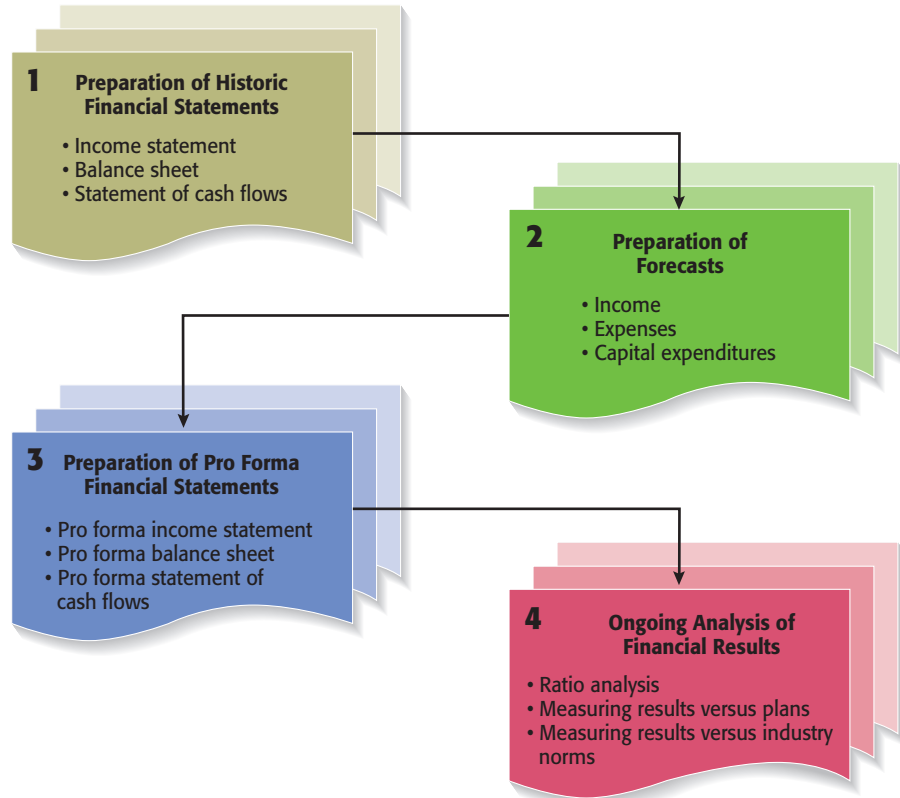 1 Preparation of Historic
Financial Statements
• Income statement
• Balance sheet
• Statement of cash flows
2 Preparation of
Forecasts
• Income
• Expenses
• Capital expenditures
3 Preparation of Pro Forma
Financial Statements
• Pro forma income statement
• Pro forma balance sheet
• Pro forma statement of
cash flows
4 Ongoing Analysis of
Financial Results
• Ratio analysis
• Measuring results versus plans
• Measuring results versus industry
norms